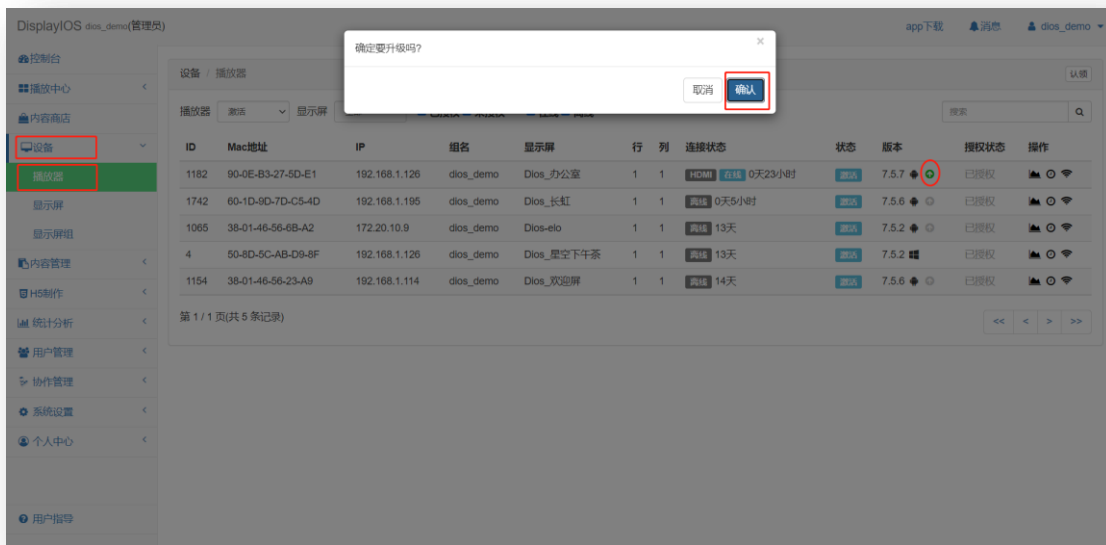 DisplayIOS dios_demo(管理员)
app下载 消息 dios_demo
确定要升级吗? ×
取消 确认
控制台
播放中心
内容商店
设备
播放器
显示屏
显示屏组
内容管理
H5制作
统计分析
用户管理
协作管理
系统设置
个人中心
用户指导
设备 / 播放器 认领
播放器 激活 显示屏 搜索
ID Mac地址 IP 组名 显示屏 行 列 连接状态 状态 版本 授权状态 操作
1182 90-0E-B3-27-5D-E1 192.168.1.126 dios_demo Dios_办公室 1 1 HDMI 在线 0天23小时 激活 7.5.7 已授权
1742 60-1D-9D-7D-C5-4D 192.168.1.195 dios_demo Dios_长虹 1 1 离线 0天5小时 激活 7.5.6 已授权
1065 38-01-46-56-6B-A2 172.20.10.9 dios_demo Dios-elo 1 1 离线 13天 激活 7.5.2 已授权
4 50-8D-5C-AB-D9-8F 192.168.1.126 dios_demo Dios_星空下午茶 1 1 离线 13天 激活 7.5.2 已授权
1154 38-01-46-56-23-A9 192.168.1.114 dios_demo Dios_欢迎屏 1 1 离线 14天 激活 7.5.6 已授权
第 1 / 1 页(共 5 条记录) << < > >>